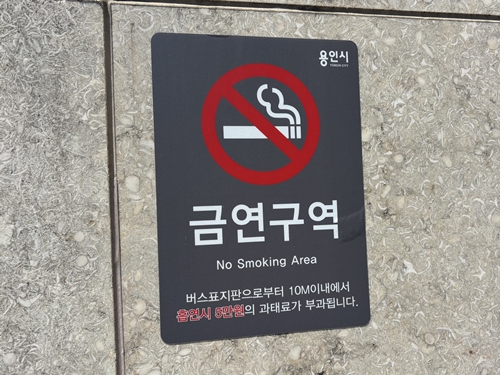 용인시
YONGIN CITY
금연구역
No Smoking Area
버스표지판으로부터 10M이내에서
흡연시 5만원의 과태료가 부과됩니다.